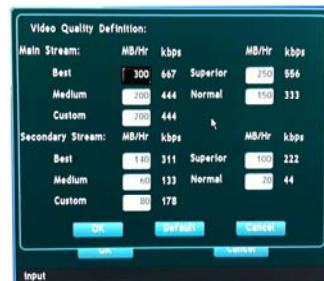 Video Quality Definition:
Main Stream: MB/Hr kbps MB/Hr kbps
Best 300 667 Superior 250 556
Medium 200 444 Normal 150 333
Custom 200 444
Secondary Stream: MB/Hr kbps MB/Hr kbps
Best 140 311 Superior 100 222
Medium 60 133 Normal 20 44
Custom 80 178
OK Default Cancel
OK Cancel
input